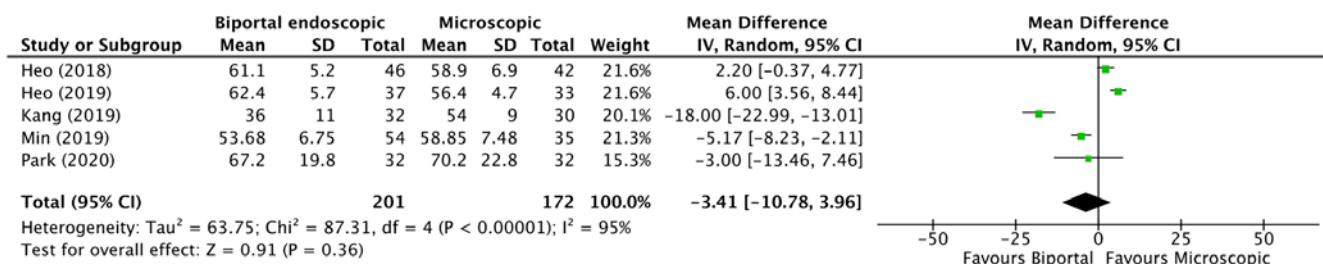 Biportal endoscopic Microscopic Mean Difference Mean Difference
Study or Subgroup Mean SD Total Mean SD Total Weight IV, Random, 95% CI IV, Random, 95% CI
Heo (2018) 61.1 5.2 46 58.9 6.9 42 21.6% 2.20 [-0.37, 4.77]
Heo (2019) 62.4 5.7 37 56.4 4.7 33 21.6% 6.00 [3.56, 8.44]
Kang (2019) 36 11 32 54 9 30 20.1% -18.00 [-22.99, -13.01]
Min (2019) 53.68 6.75 54 58.85 7.48 35 21.3% -5.17 [-8.23, -2.11]
Park (2020) 67.2 19.8 32 70.2 22.8 32 15.3% -3.00 [-13.46, 7.46]
Total (95% CI) 201 172 100.0% -3.41 [-10.78, 3.96]
Heterogeneity: Tau² = 63.75; Chi² = 87.31, df = 4 (P < 0.00001); I² = 95%
Test for overall effect: Z = 0.91 (P = 0.36)
-50 -25 0 25 50
Favours Biportal Favours Microscopic